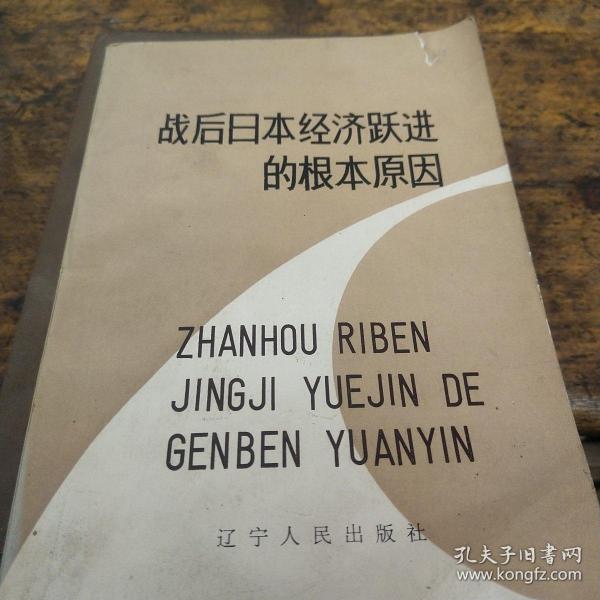 战后日本经济跃进
的根本原因
ZHANHOU RIBEN
JINGJI YUEJIN DE
GENBEN YUANYIN
辽宁人民出版社
孔夫子旧书网
www.kongfz.com